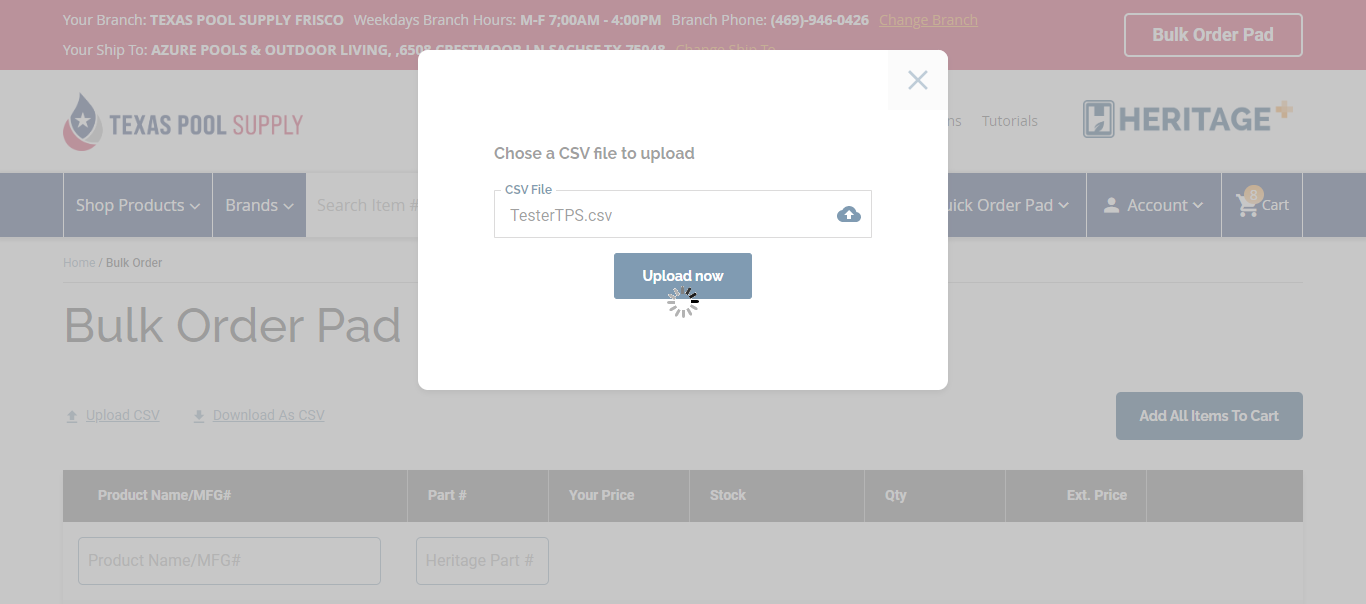 Your Branch: TEXAS POOL SUPPLY FRISCO Weekdays Branch Hours: M-F 7;00AM - 4:00PM Branch Phone: (469)-946-0426 Change Branch
Bulk Order Pad
Your Ship To: AZURE POOLS & OUTDOOR LIVING, ,6508 CRESTMOOR LN SACHSE TX 75048 Change Ship To
TEXAS POOL SUPPLY
Tutorials
HERITAGE+
Chose a CSV file to upload
CSV File
TesterTPS.csv
Upload now
Shop Products
Brands
Search Item #
Order Pad
Account
8
Cart
Home / Bulk Order
Bulk Order Pad
Upload CSV
Download As CSV
Add All Items To Cart
Product Name/MFG# Part # Your Price Stock Qty Ext. Price
Product Name/MFG# Heritage Part #